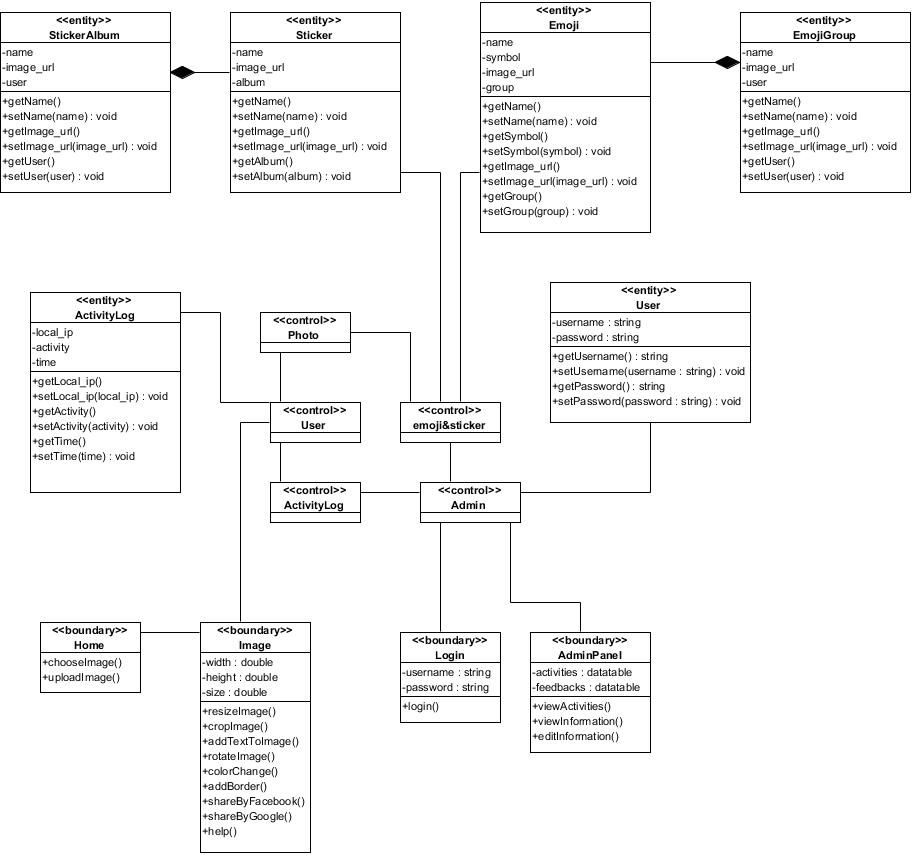 <<entity>>
StickerAlbum
-name
-image_url
-user
+getName()
+setName(name) : void
+getImage_url()
+setImage_url(image_url) : void
+getUser()
+setUser(user) : void
<<entity>>
Sticker
-name
-image_url
-album
+getName()
+setName(name) : void
+getImage_url()
+setImage_url(image_url) : void
+getAlbum()
+setAlbum(album) : void
<<entity>>
Emoji
-name
-symbol
-image_url
-group
+getName()
+setName(name) : void
+getSymbol()
+setSymbol(symbol) : void
+getImage_url()
+setImage_url(image_url) : void
+getGroup()
+setGroup(group) : void
<<entity>>
EmojiGroup
-name
-image_url
-user
+getName()
+setName(name) : void
+getImage_url()
+setImage_url(image_url) : void
+getUser()
+setUser(user) : void
<<entity>>
ActivityLog
-local_ip
-activity
-time
+getLocal_ip()
+setLocal_ip(local_ip) : void
+getActivity()
+setActivity(activity) : void
+getTime()
+setTime(time) : void
<<control>>
Photo
<<entity>>
User
-username : string
-password : string
+getUsername() : string
+setUsername(username : string) : void
+getPassword() : string
+setPassword(password : string) : void
<<control>>
User
<<control>>
emoji&sticker
<<control>>
ActivityLog
<<control>>
Admin
<<boundary>>
Home
+chooseImage()
+uploadImage()
<<boundary>>
Image
-width : double
-height : double
-size : double
+resizeImage()
+cropImage()
+addTextToImage()
+rotateImage()
+colorChange()
+addBorder()
+shareByFacebook()
+shareByGoogle()
+help()
<<boundary>>
Login
-username : string
-password : string
+login()
<<boundary>>
AdminPanel
-activities : datatable
-feedbacks : datatable
+viewActivities()
+viewInformation()
+editInformation()